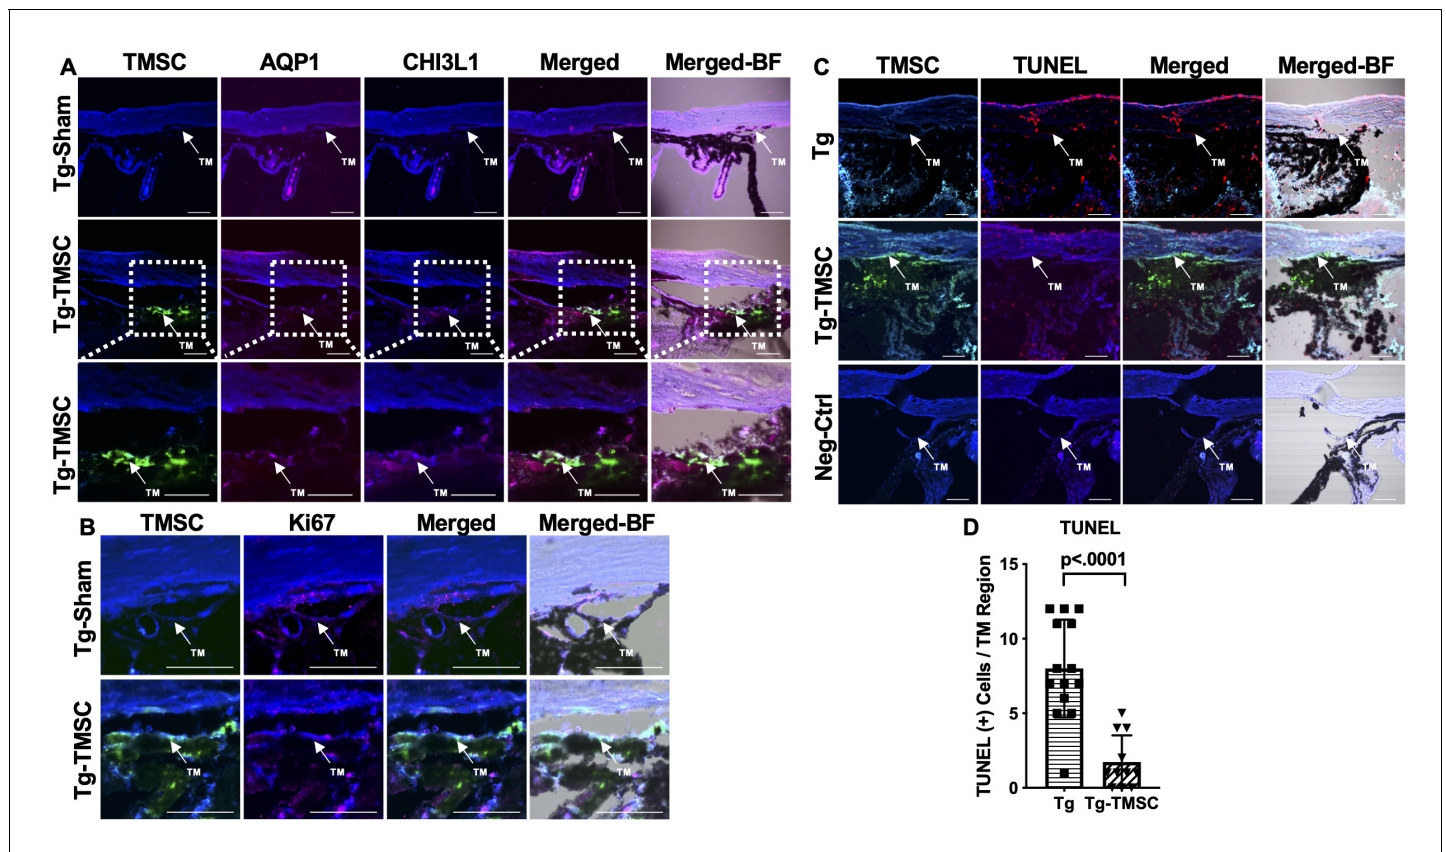 A TMSC AQP1 CHI3L1 Merged Merged-BF
Tg-Sham
TM TM TM TM TM
Tg-TMSC
TM TM TM TM TM
Tg-TMSC
TM TM TM TM TM
B TMSC Ki67 Merged Merged-BF
Tg-Sham
TM TM TM TM
Tg-TMSC
TM TM TM TM
C TMSC TUNEL Merged Merged-BF
Tg
TM TM TM TM
Tg-TMSC
TM TM TM TM
Neg-Ctrl
TM TM TM TM
D TUNEL
p<.0001
TUNEL (+) Cells / TM Region
15
10
5
0
Tg Tg-TMSC